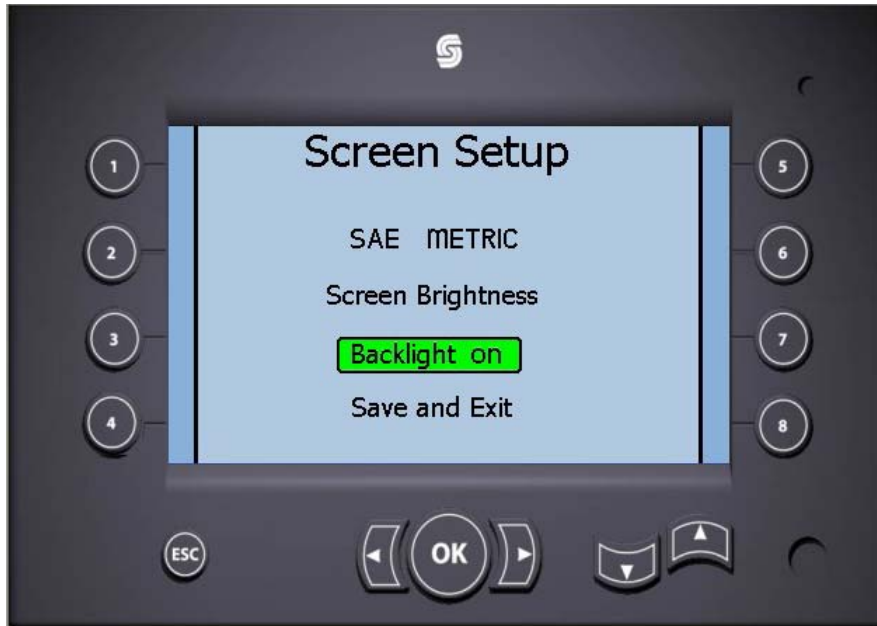 Screen Setup
1
5
SAE METRIC
2
6
Screen Brightness
3
Backlight on
7
Save and Exit
4
8
ESC
OK